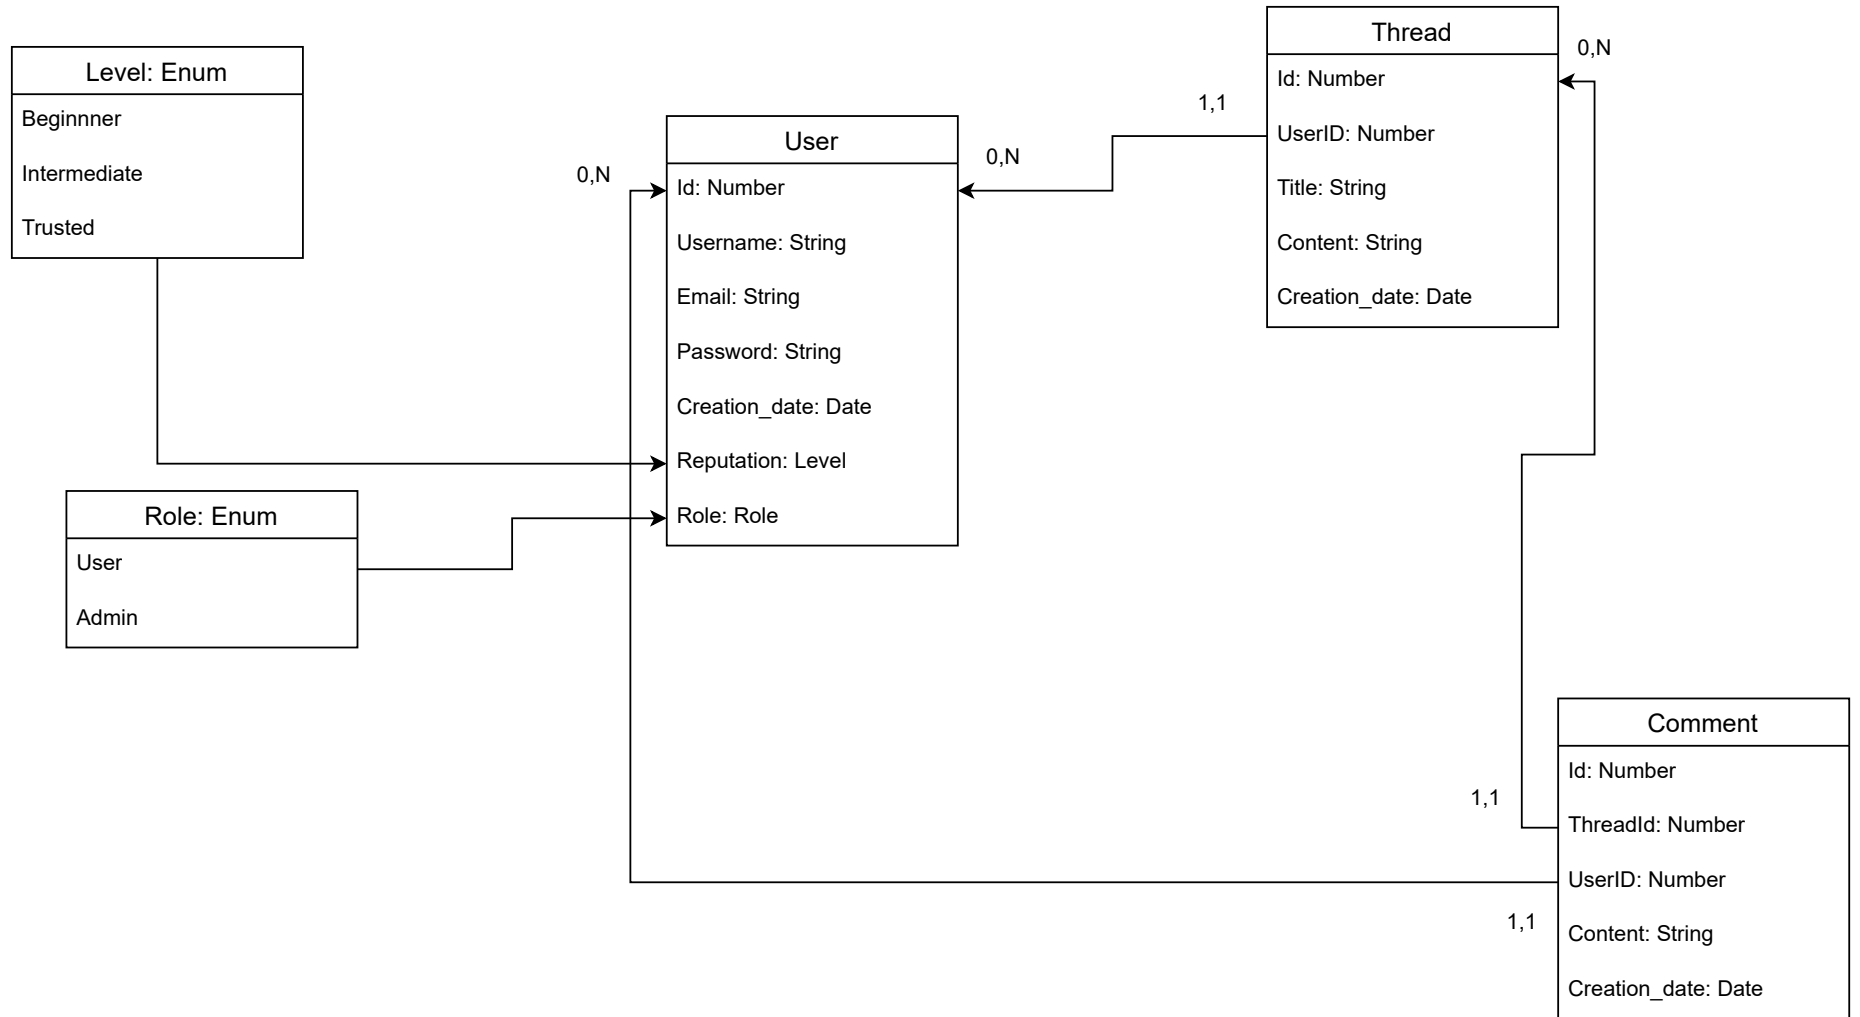 Level: Enum
Beginnner
Intermediate
Trusted
Role: Enum
User
Admin
0,N
User
Id: Number
Username: String
Email: String
Password: String
Creation_date: Date
Reputation: Level
Role: Role
0,N
1,1
Thread
Id: Number
UserID: Number
Title: String
Content: String
Creation_date: Date
0,N
1,1
1,1
Comment
Id: Number
ThreadId: Number
UserID: Number
Content: String
Creation_date: Date